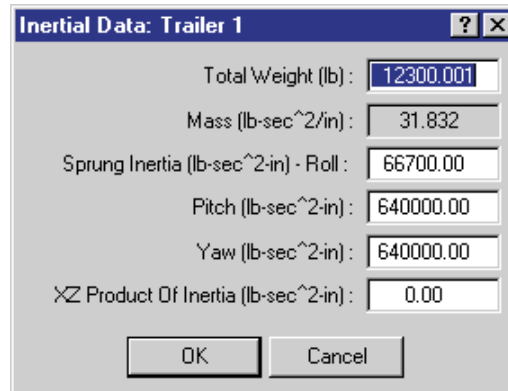 Inertial Data: Trailer 1
Total Weight (lb) : 12300.001
Mass (lb-sec^2/in) : 31.832
Sprung Inertia (lb-sec^2-in) - Roll : 66700.00
Pitch (lb-sec^2-in) : 640000.00
Yaw (lb-sec^2-in) : 640000.00
XZ Product Of Inertia (lb-sec^2-in) : 0.00
OK Cancel